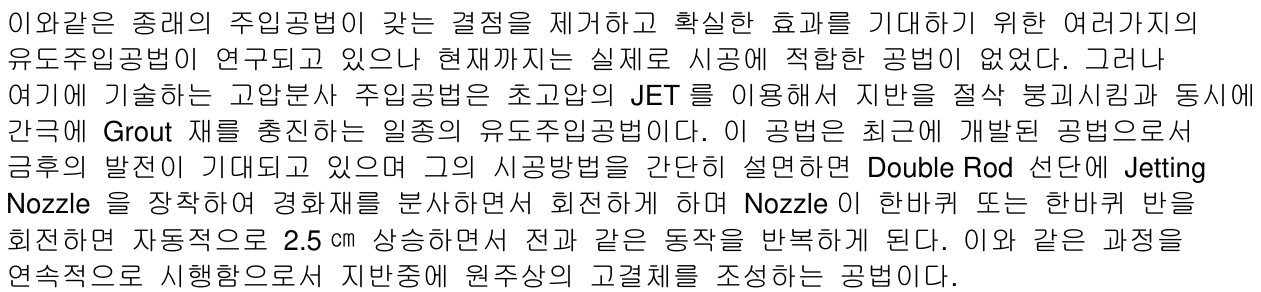 이와같은 종래의 주입공법이 갖는 결점을 제거하고 확실한 효과를 기대하기 위한 여러가지의
유도주입공법이 연구되고 있으나 현재까지는 실제로 시공에 적합한 공법이 없었다. 그러나
여기에 기술하는 고압분사 주입공법은 초고압의 JET를 이용해서 지반을 절삭 붕괴시킴과 동시에
간극에 Grout 재를 충진하는 일종의 유도주입공법이다. 이 공법은 최근에 개발된 공법으로서
금후의 발전이 기대되고 있으며 그의 시공방법을 간단히 설면하면 Double Rod 선단에 Jetting
Nozzle 을 장착하여 경화재를 분사하면서 회전하게 하며 Nozzle이 한바퀴 또는 한바퀴 반을
회전하면 자동적으로 2.5㎝ 상승하면서 전과 같은 동작을 반복하게 된다. 이와 같은 과정을
연속적으로 시행함으로서 지반중에 원주상의 고결체를 조성하는 공법이다.